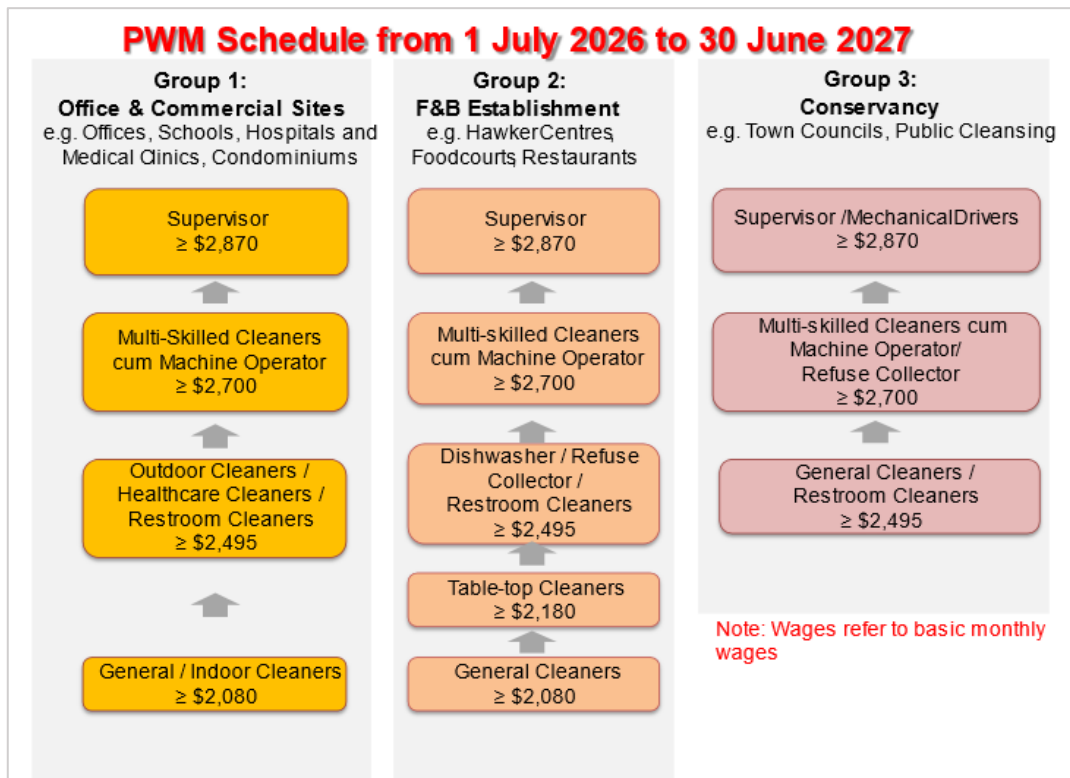 PWM Schedule from 1 July 2026 to 30 June 2027
Group 1:
Office & Commercial Sites
e.g. Offices, Schools, Hospitals and
Medical Clinics, Condominiums
Supervisor
≥ $2,870
Multi-Skilled Cleaners
cum Machine Operator
≥ $2,700
Outdoor Cleaners /
Healthcare Cleaners /
Restroom Cleaners
≥ $2,495
General / Indoor Cleaners
≥ $2,080
Group 2:
F&B Establishment
e.g. Hawker Centres,
Foodcourts, Restaurants
Supervisor
≥ $2,870
Multi-skilled Cleaners
cum Machine Operator
≥ $2,700
Dishwasher / Refuse
Collector /
Restroom Cleaners
≥ $2,495
Table-top Cleaners
≥ $2,180
General Cleaners
≥ $2,080
Group 3:
Conservancy
e.g. Town Councils, Public Cleansing
Supervisor /Mechanical Drivers
≥ $2,870
Multi-skilled Cleaners cum
Machine Operator/
Refuse Collector
≥ $2,700
General Cleaners /
Restroom Cleaners
≥ $2,495
Note: Wages refer to basic monthly
wages